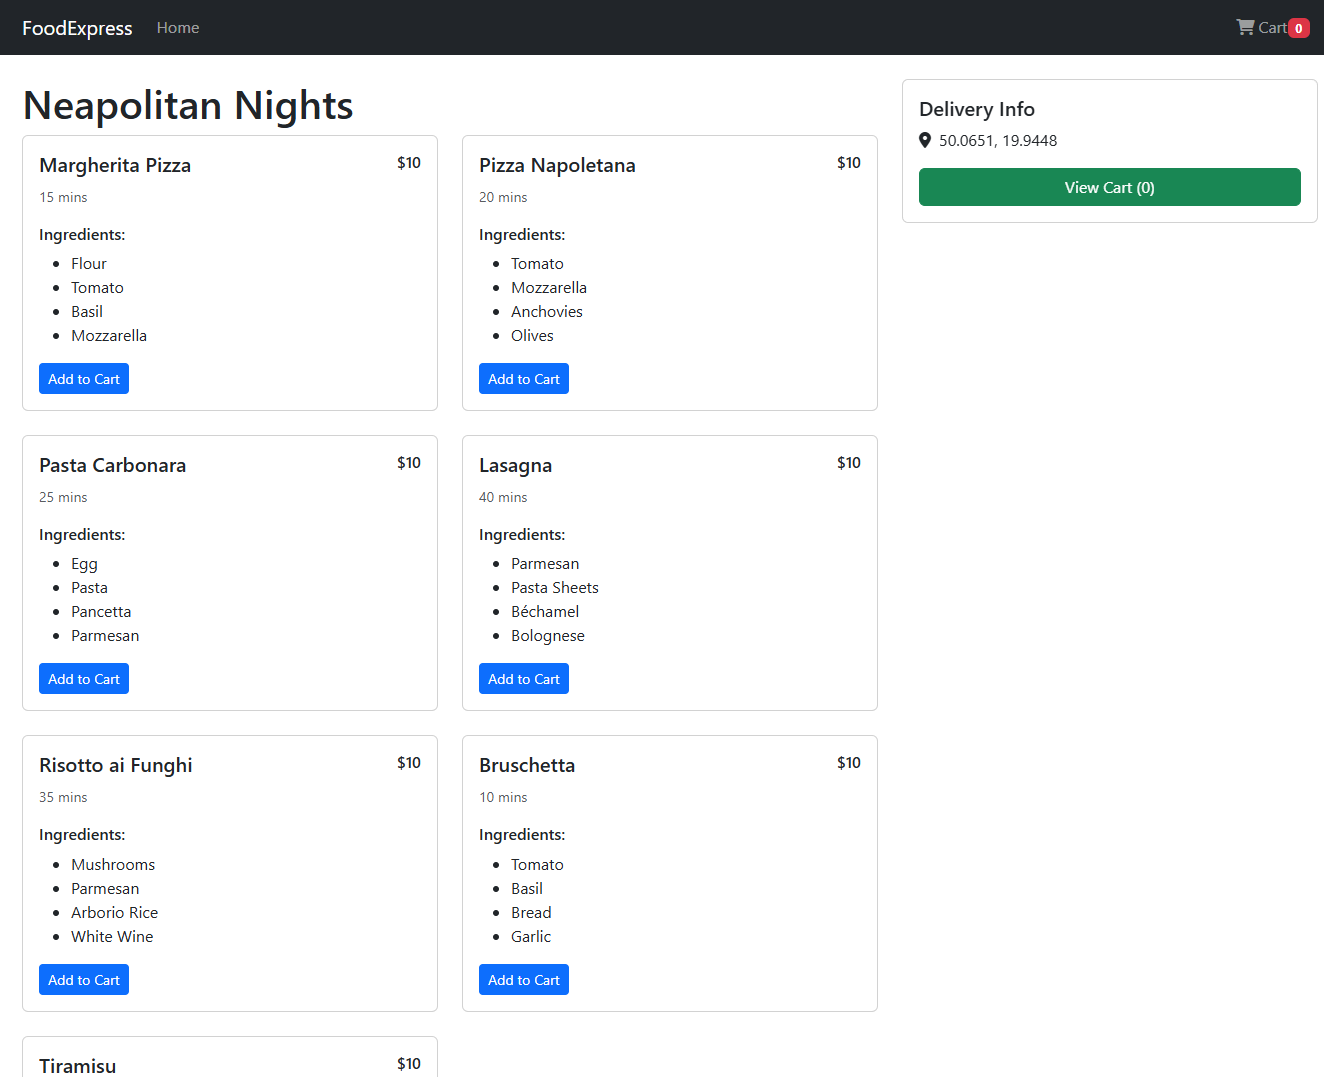 FoodExpress Home Cart 0
Neapolitan Nights
Margherita Pizza $10
15 mins
Ingredients:
Flour
Tomato
Basil
Mozzarella
Add to Cart
Pizza Napoletana $10
20 mins
Ingredients:
Tomato
Mozzarella
Anchovies
Olives
Add to Cart
Pasta Carbonara $10
25 mins
Ingredients:
Egg
Pasta
Pancetta
Parmesan
Add to Cart
Lasagna $10
40 mins
Ingredients:
Parmesan
Pasta Sheets
Béchamel
Bolognese
Add to Cart
Risotto ai Funghi $10
35 mins
Ingredients:
Mushrooms
Parmesan
Arborio Rice
White Wine
Add to Cart
Bruschetta $10
10 mins
Ingredients:
Tomato
Basil
Bread
Garlic
Add to Cart
Tiramisu $10
Delivery Info
50.0651, 19.9448
View Cart (0)